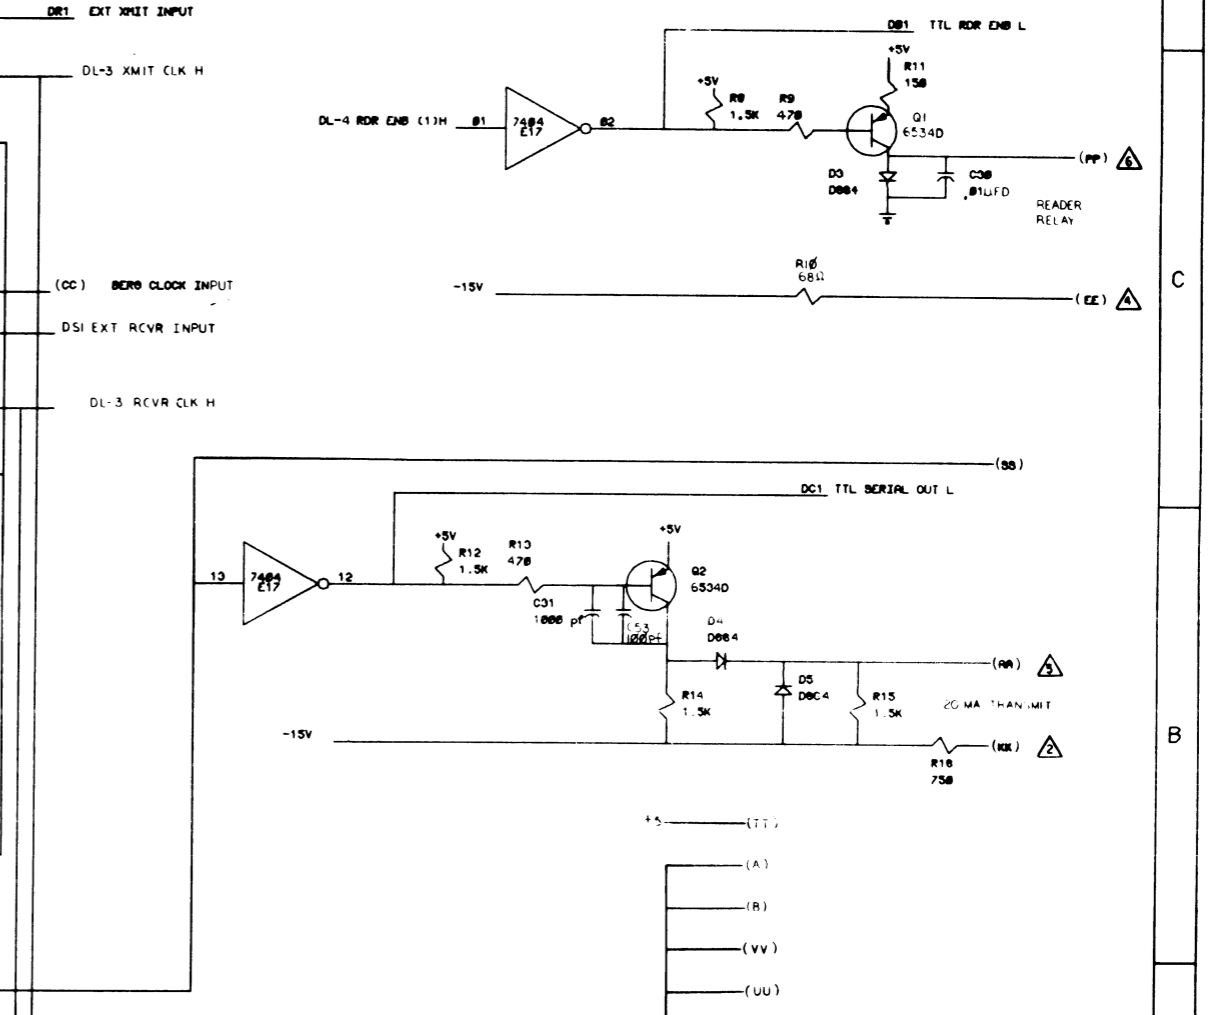 DR1 EXT XMIT INPUT
DL-3 XMIT CLK H
DB1 TTL RDR ENB L
+5V
R11
150
+5V
R8
1.5K
R9
470
DL-4 RDR ENB (1)H 01
7404
E17
02
Q1
6534D
(PP) 6
D3
D664
C30
.01UFD
READER
RELAY
(CC) BERG CLOCK INPUT
-15V
R10
68Ω
(EE) 4
C
DS1 EXT RCVR INPUT
DL-3 RCVR CLK H
(SS)
DC1 TTL SERIAL OUT L
+5V
R12
1.5K
R13
470
+5V
13
7404
E17
12
Q2
6534D
C31
1000 pf
C53
100pf
D4
D664
(AA) 5
R14
1.5K
D5
R15
1.5K
20 MA TRANSMIT
-15V
(KK) 2
R16
750
B
+5 (TT)
(A)
(B)
(VV)
(UU)